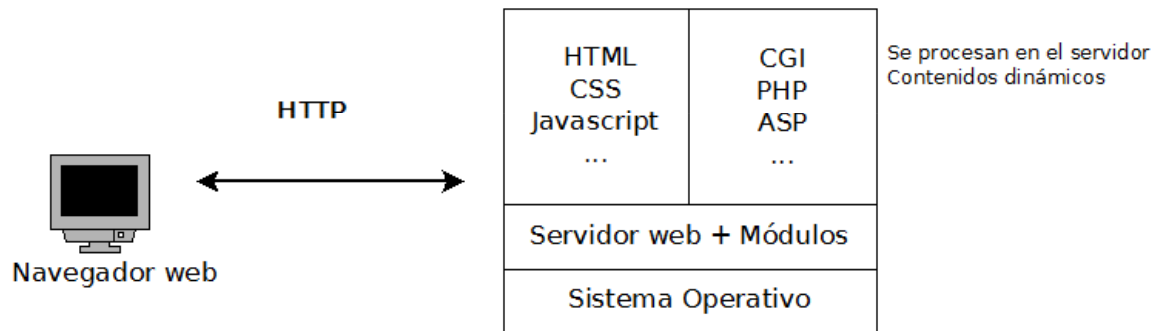 HTTP
Navegador web
HTML
CSS
Javascript
...
CGI
PHP
ASP
...
Se procesan en el servidor
Contenidos dinámicos
Servidor web + Módulos
Sistema Operativo